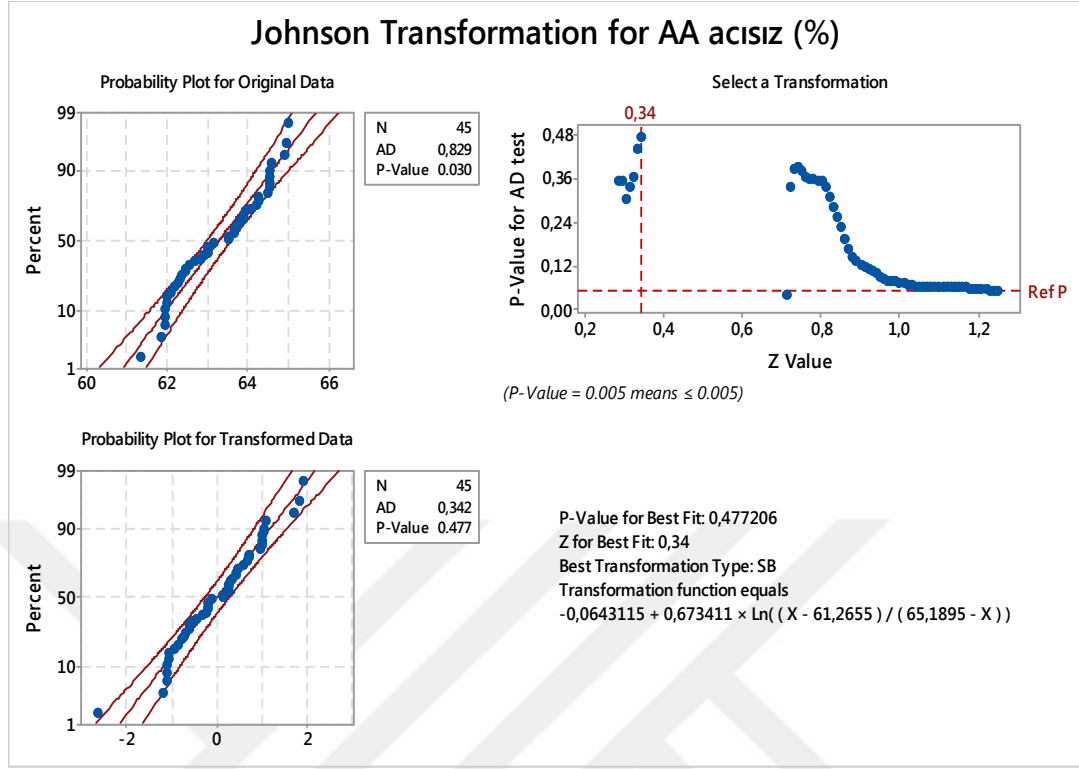 Johnson Transformation for AA acısız (%)
Probability Plot for Original Data
99
90
50
10
1
Percent
60 62 64 66
N 45
AD 0,829
P-Value 0.030
Select a Transformation
0,34
0,48
0,36
0,24
0,12
0,00
P-Value for AD test
0,2 0,4 0,6 0,8 1,0 1,2
Z Value
Ref P
(P-Value = 0.005 means ≤ 0.005)
Probability Plot for Transformed Data
99
90
50
10
1
Percent
-2 0 2
N 45
AD 0,342
P-Value 0.477
P-Value for Best Fit: 0,477206
Z for Best Fit: 0,34
Best Transformation Type: SB
Transformation function equals
-0,0643115 + 0,673411 × Ln( ( X - 61,2655 ) / ( 65,1895 - X ) )